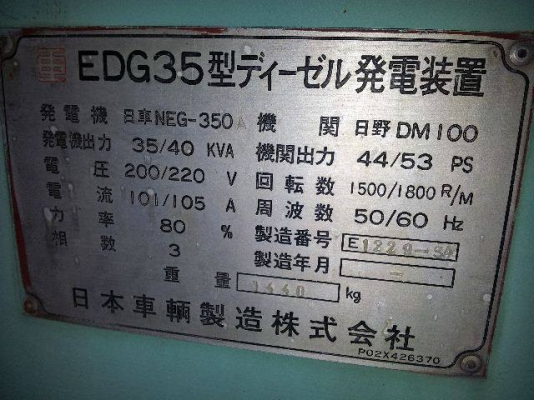 車 EDG35型ディーゼル発電装置
発電機 日車NEG-350A 機関 日野DM100
発電機出力 35/40 KVA 機関出力 44/53 PS
電圧 200/220 V 回転数 1500/1800 R/M
電流 101/105 A 周波数 50/60 Hz
力率 80 % 製造番号
相数 3 製造年月 -
重量 kg
日本車輌製造株式会社
PO2X426370